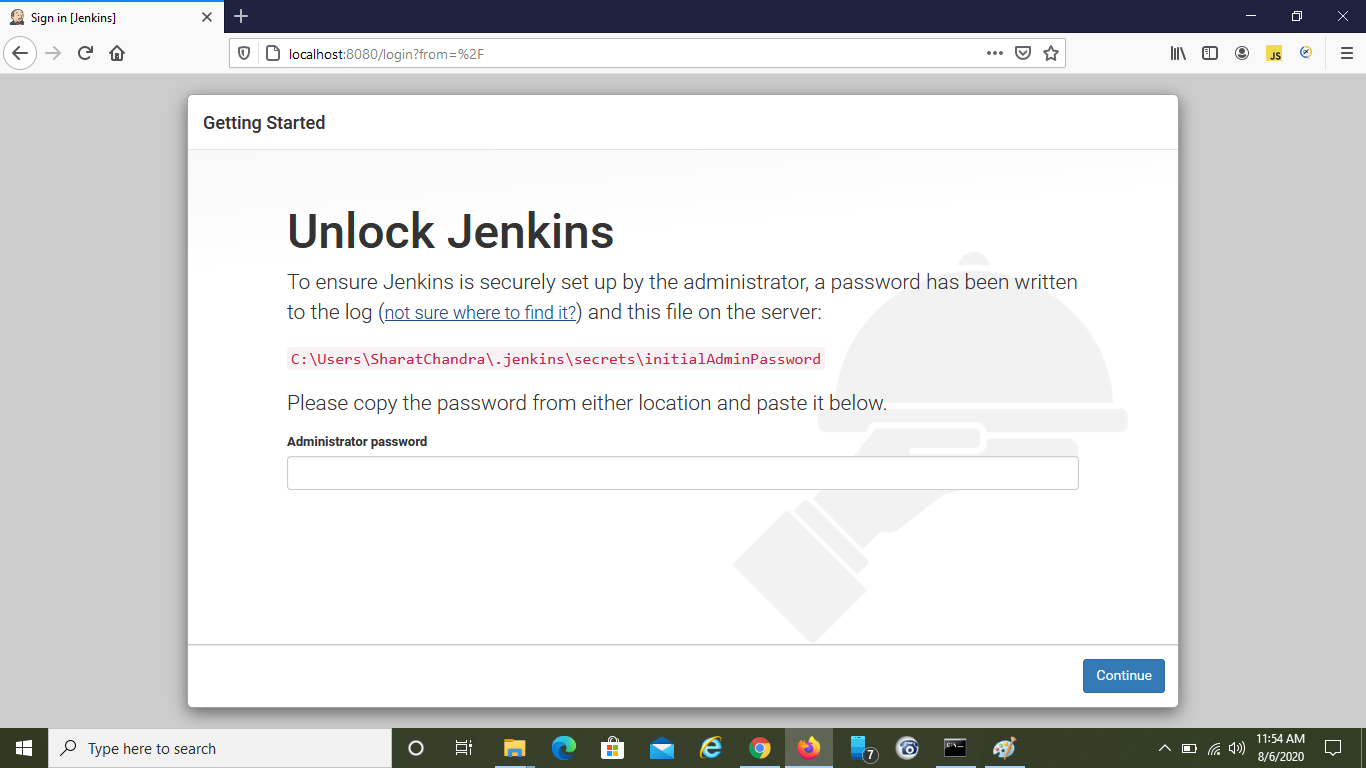 Sign in [Jenkins]
localhost:8080/login?from=%2F
JS
Getting Started
Unlock Jenkins
To ensure Jenkins is securely set up by the administrator, a password has been written
to the log (not sure where to find it?) and this file on the server:
C:\Users\SharatChandra\.jenkins\secrets\initialAdminPassword
Please copy the password from either location and paste it below.
Administrator password
Continue
Type here to search
7
11:54 AM
8/6/2020